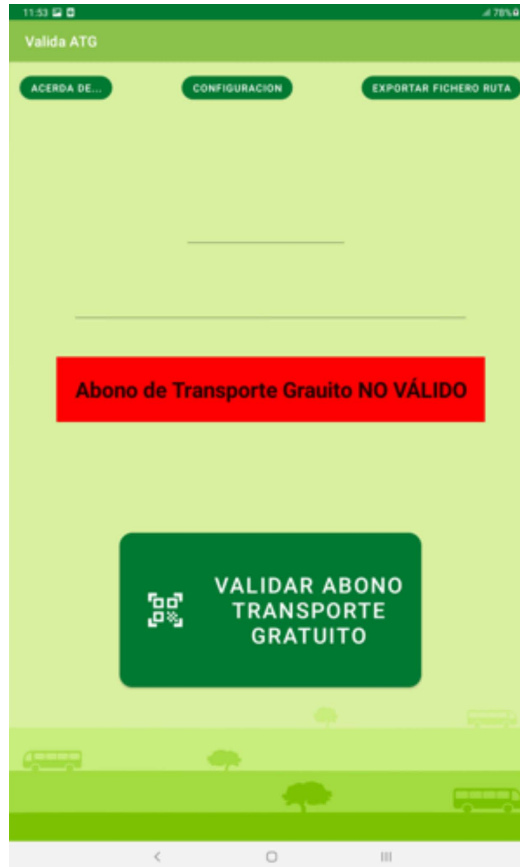 11:53
78%
Valida ATG
ACERDA DE...
CONFIGURACION
EXPORTAR FICHERO RUTA
Abono de Transporte Grauito NO VÁLIDO
VALIDAR ABONO
TRANSPORTE
GRATUITO